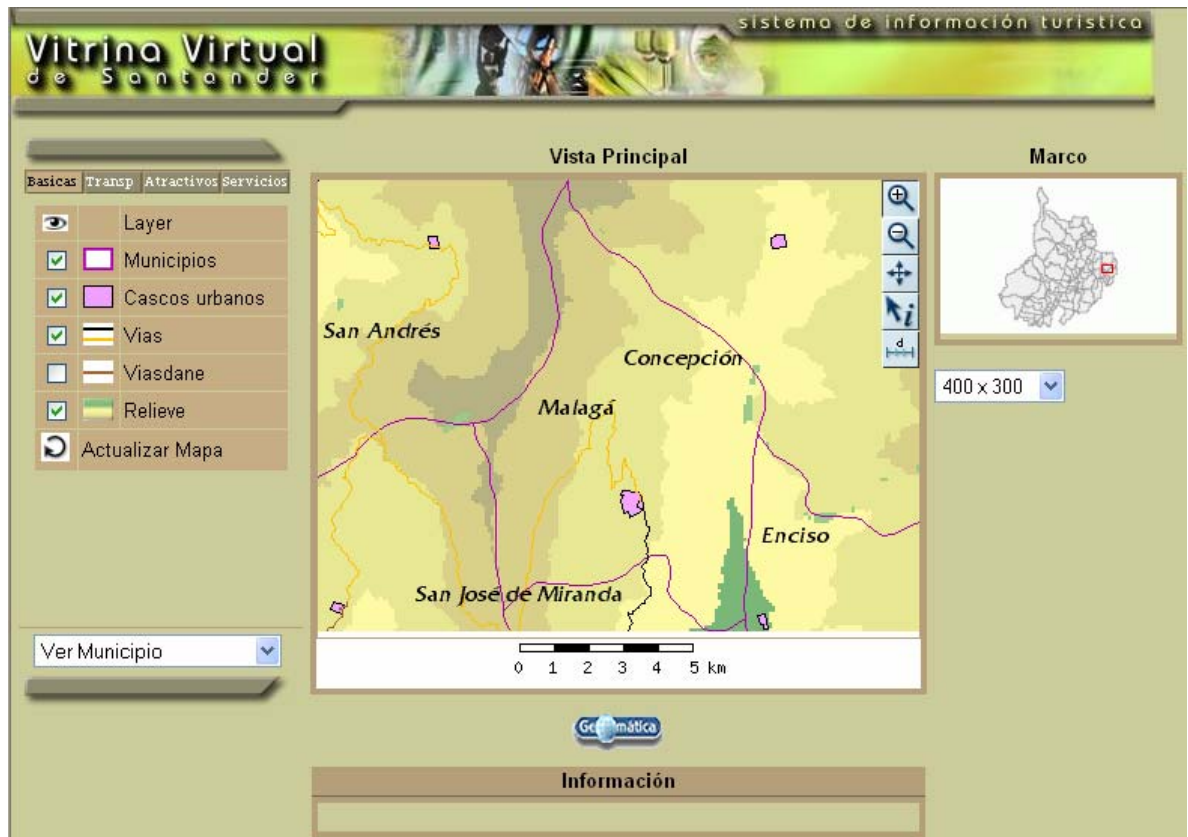 sistema de información turistica
Vitrina Virtual
de Santander
Vista Principal
Marco
Basicas Transp Atractivos Servicios
Layer
Municipios
Cascos urbanos
Vias
Viasdane
Relieve
Actualizar Mapa
Ver Municipio
San Andrés
Concepción
Malagá
Enciso
San José de Miranda
i
d
0 1 2 3 4 5 km
400 x 300
Geomática
Información